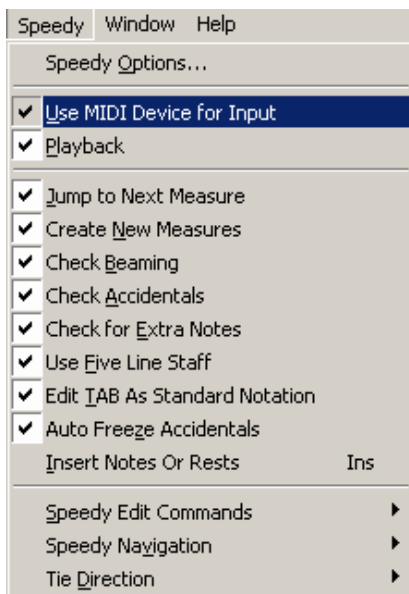 Speedy Window Help
Speedy Options...
Use MIDI Device for Input
Playback
Jump to Next Measure
Create New Measures
Check Beaming
Check Accidentals
Check for Extra Notes
Use Five Line Staff
Edit TAB As Standard Notation
Auto Freeze Accidentals
Insert Notes Or Rests Ins
Speedy Edit Commands
Speedy Navigation
Tie Direction